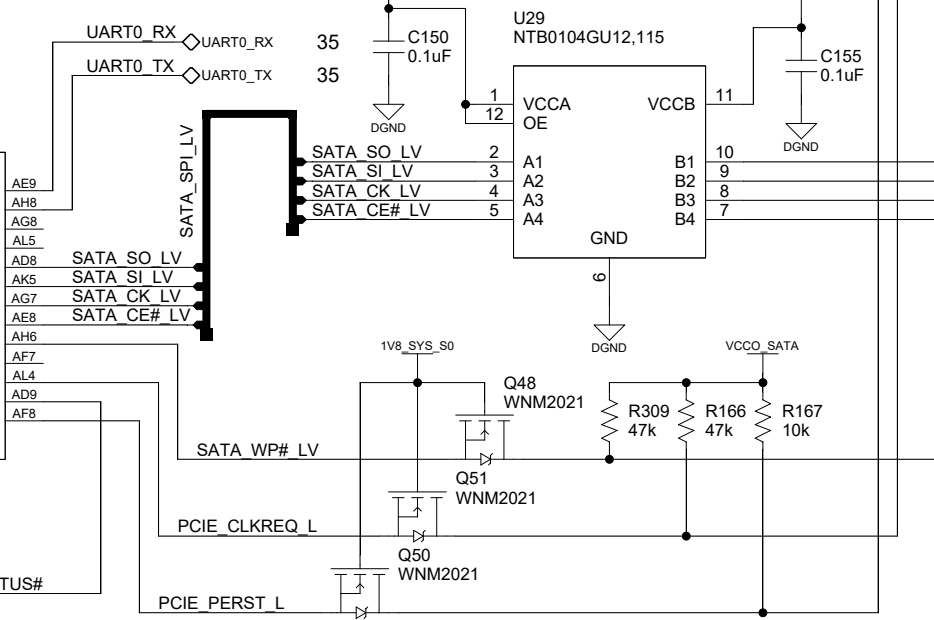 UART0_RX
UART0_RX
35
UART0_TX
UART0_TX
35
C150
0.1uF
DGND
U29
NTB0104GU12,115
1
VCCA
12
OE
VCCB
11
C155
0.1uF
DGND
SATA_SPI_LV
SATA_SO_LV
2
A1
B1
10
SATA_SI_LV
3
A2
B2
9
SATA_CK_LV
4
A3
B3
8
SATA_CE#_LV
5
A4
B4
7
GND
6
DGND
AE9
AH8
AG8
AL5
AD8
SATA_SO_LV
AK5
SATA_SI_LV
AG7
SATA_CK_LV
AE8
SATA_CE#_LV
AH6
AF7
AL4
AD9
AF8
1V8_SYS_S0
VCCO_SATA
Q48
WNM2021
R309
47k
R166
47k
R167
10k
SATA_WP#_LV
Q51
WNM2021
PCIE_CLKREQ_L
Q50
WNM2021
TUS#
PCIE_PERST_L